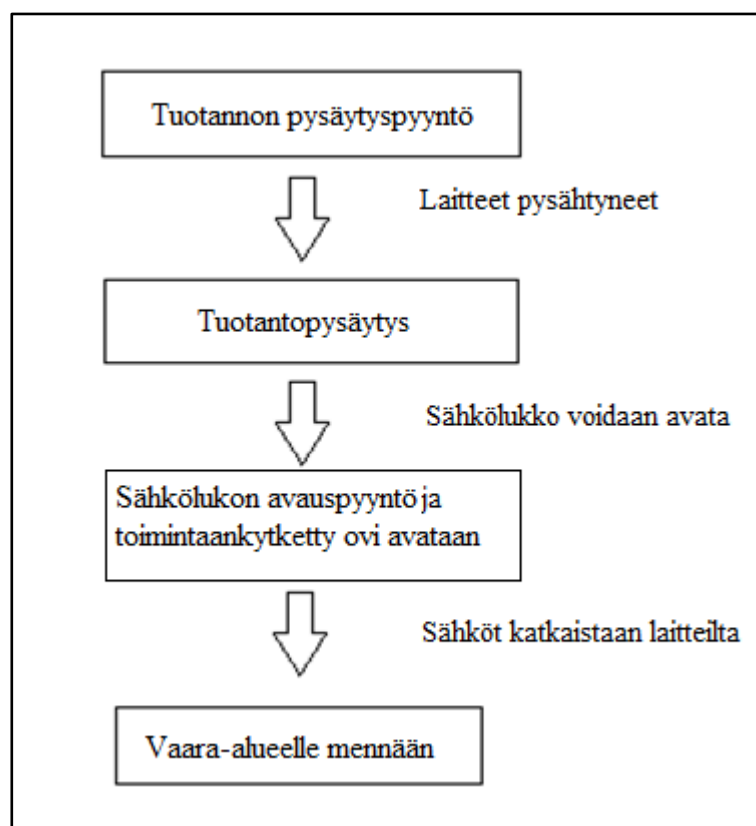 Tuotannon pysäytyspyyntö
Laitteet pysähtyneet
Tuotantopysäytys
Sähkölukko voidaan avata
Sähkölukon avauspyyntö ja
toimintaankytketty ovi avataan
Sähköt katkaistaan laitteilta
Vaara-alueelle mennään